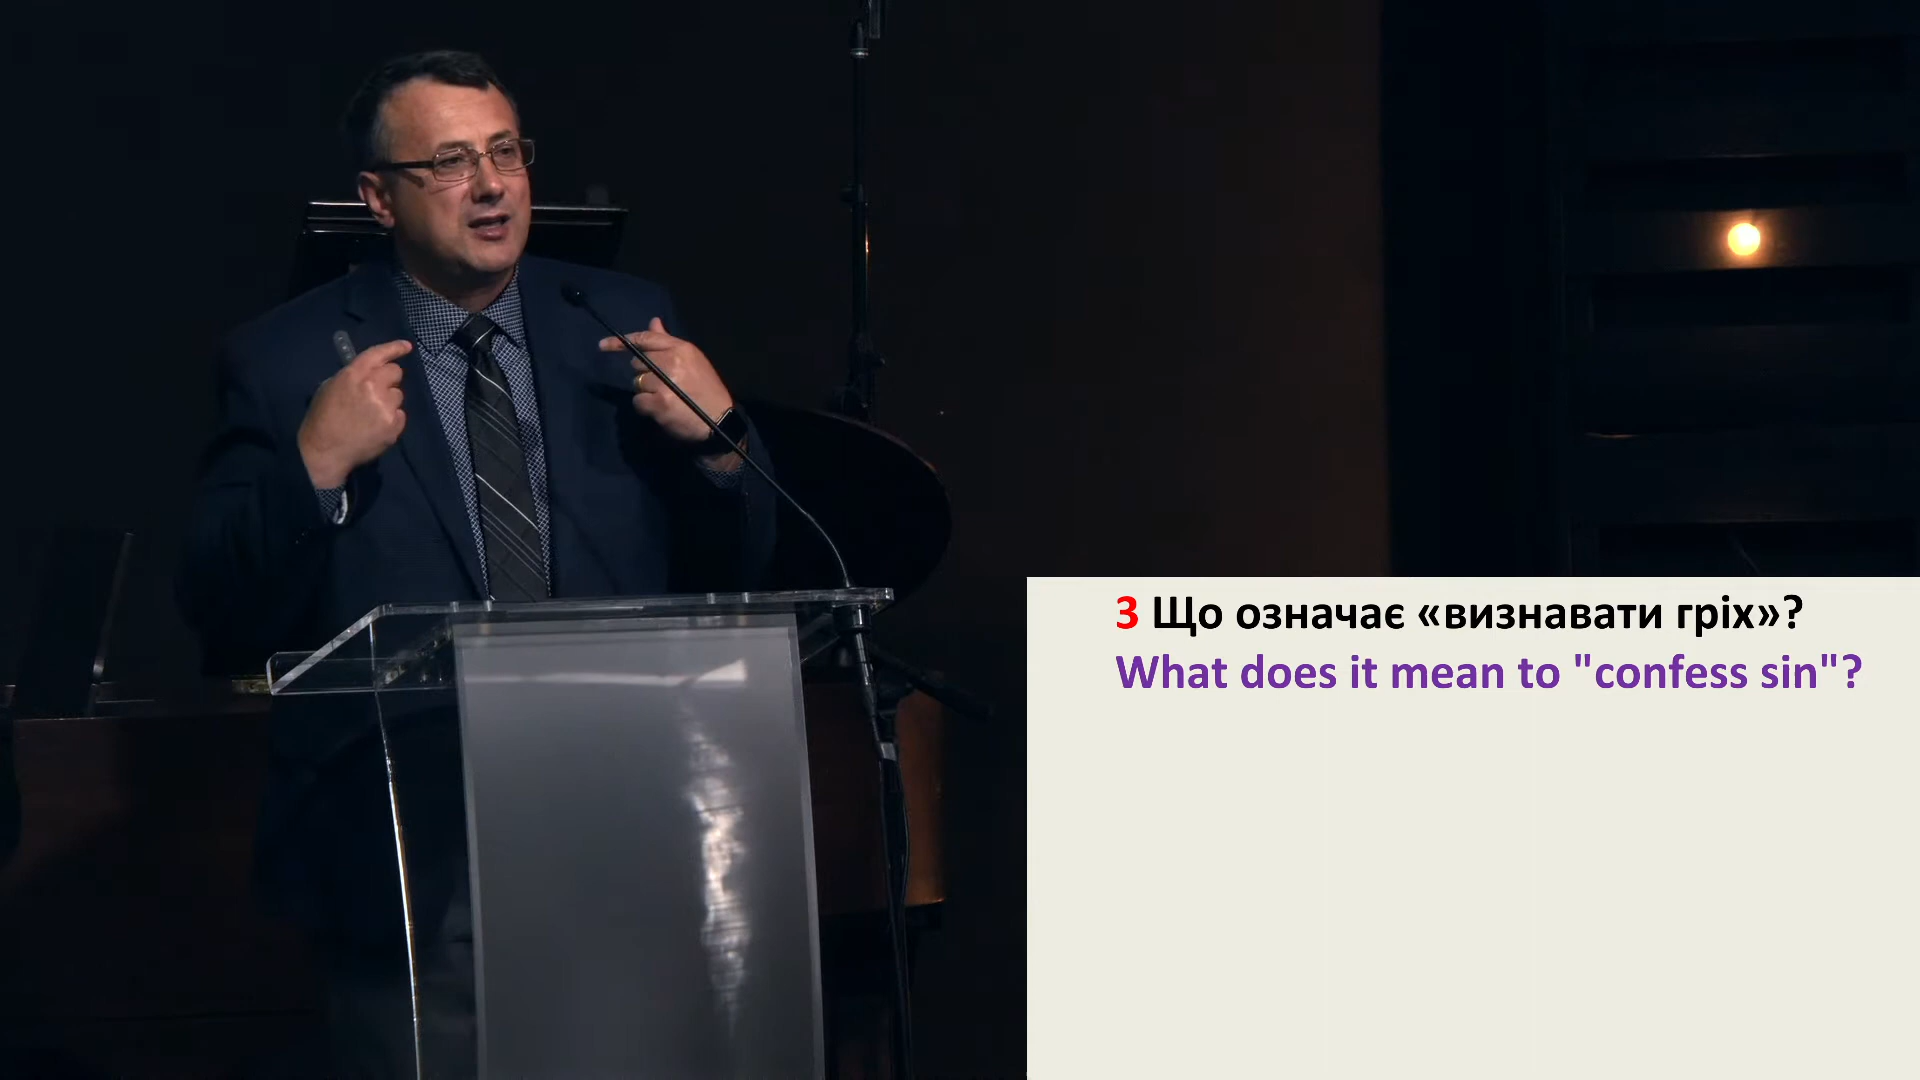 3 Що означає «визнавати гріх»?
What does it mean to "confess sin"?